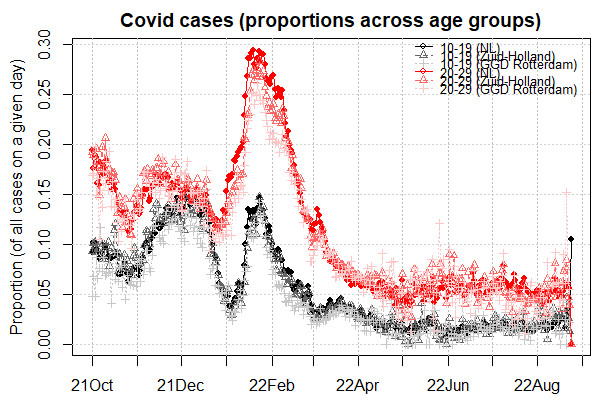 Covid cases (proportions across age groups)
Proportion (of all cases on a given day)
0.30
0.25
0.20
0.15
0.10
0.05
0.00
10-19 (NL)
10-19 (Zuid-Holland)
10-19 (GGD Rotterdam)
20-29 (NL)
20-29 (Zuid-Holland)
20-29 (GGD Rotterdam)
21Oct 21Dec 22Feb 22Apr 22Jun 22Aug